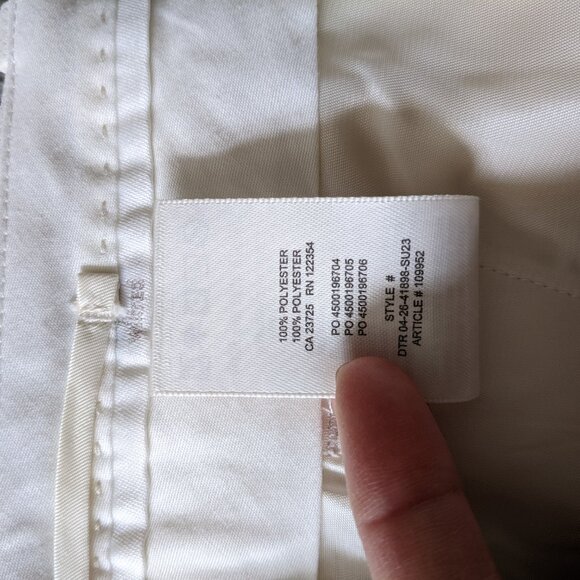 100% POLYESTER
100% POLYESTER
CA 23725 RN 122354
PO 4500196704
PO 4500196705
PO 4500196706
STYLE #
DTR 04-26-41898-SU23
ARTICLE # 109952